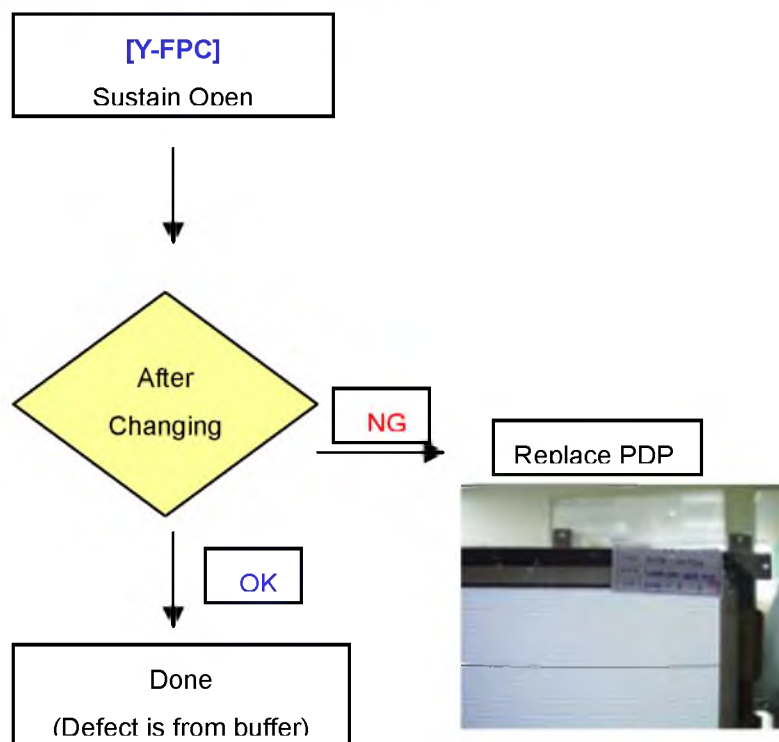 [Y-FPC]
Sustain Open
After
Changing
NG
Replace PDP
OK
Done
(Defect is from buffer)